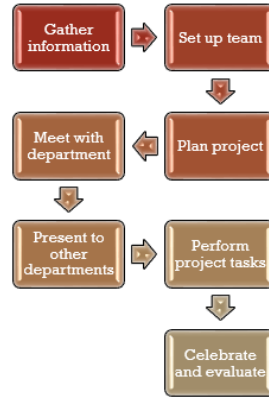 Gather
information
Set up team
Plan project
Meet with
department
Present to
other
departments
Perform
project tasks
Celebrate
and evaluate